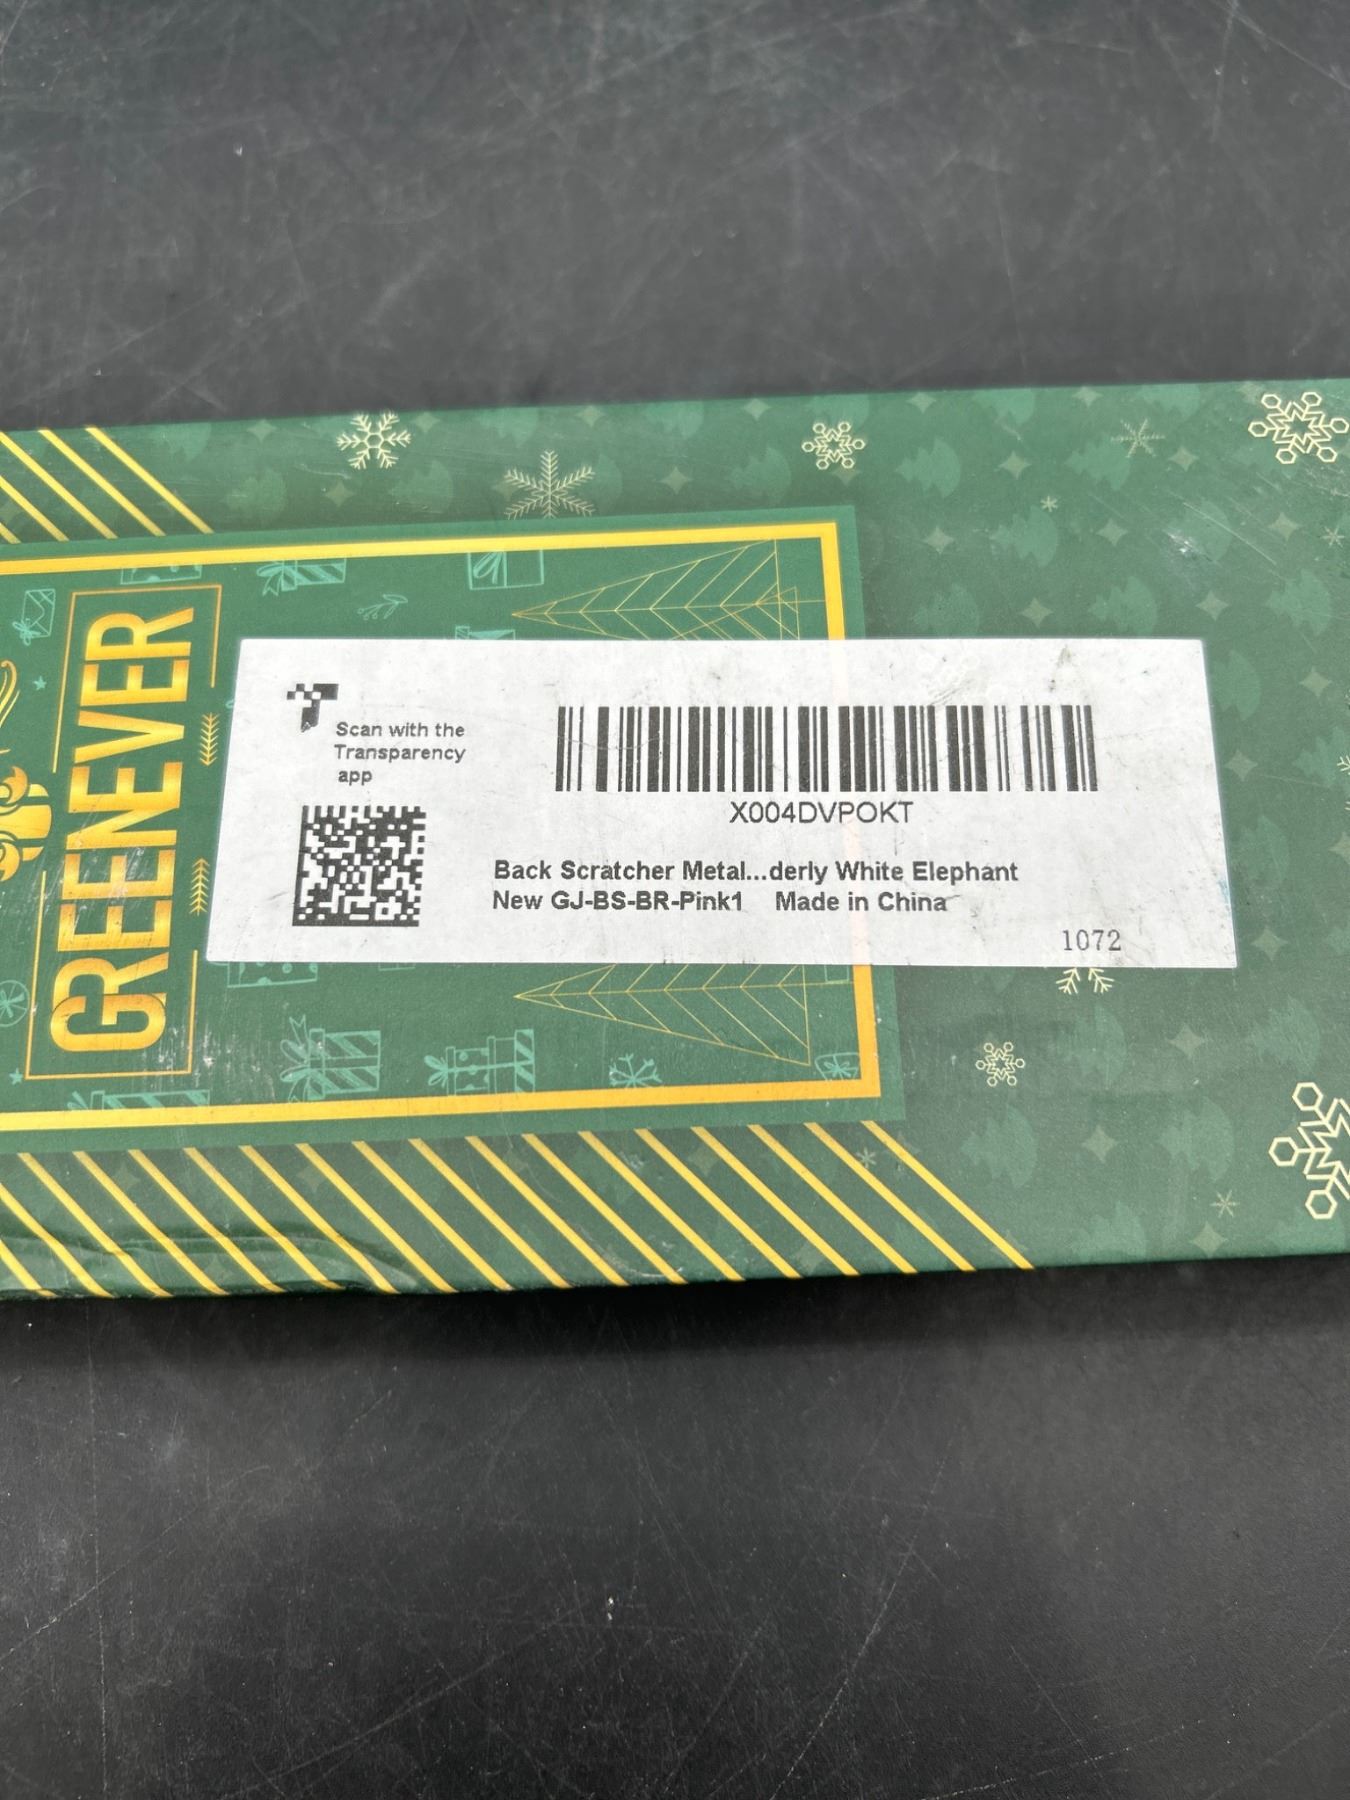 GREENEVER
Scan with the
Transparency
app
X004DVPOKT
Back Scratcher Metal...derly White Elephant
New GJ-BS-BR-Pink1 Made in China
1072